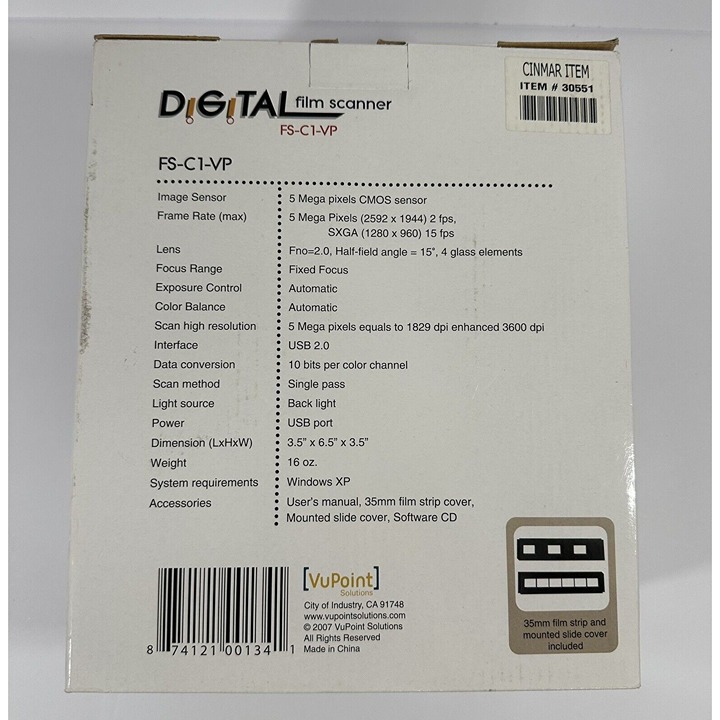 CINMAR ITEM
ITEM # 30551
DIGITAL film scanner
FS-C1-VP
FS-C1-VP
Image Sensor 5 Mega pixels CMOS sensor
Frame Rate (max) 5 Mega Pixels (2592 x 1944) 2 fps,
SXGA (1280 x 960) 15 fps
Lens Fno=2.0, Half-field angle = 15°, 4 glass elements
Focus Range Fixed Focus
Exposure Control Automatic
Color Balance Automatic
Scan high resolution 5 Mega pixels equals to 1829 dpi enhanced 3600 dpi
Interface USB 2.0
Data conversion 10 bits per color channel
Scan method Single pass
Light source Back light
Power USB port
Dimension (LxHxW) 3.5" x 6.5" x 3.5"
Weight 16 oz.
System requirements Windows XP
Accessories User's manual, 35mm film strip cover,
Mounted slide cover, Software CD
8 74121 00134 1
[VuPoint]
Solutions
City of Industry, CA 91748
www.vupointsolutions.com
© 2007 VuPoint Solutions
All Rights Reserved
Made in China
35mm film strip and
mounted slide cover
included